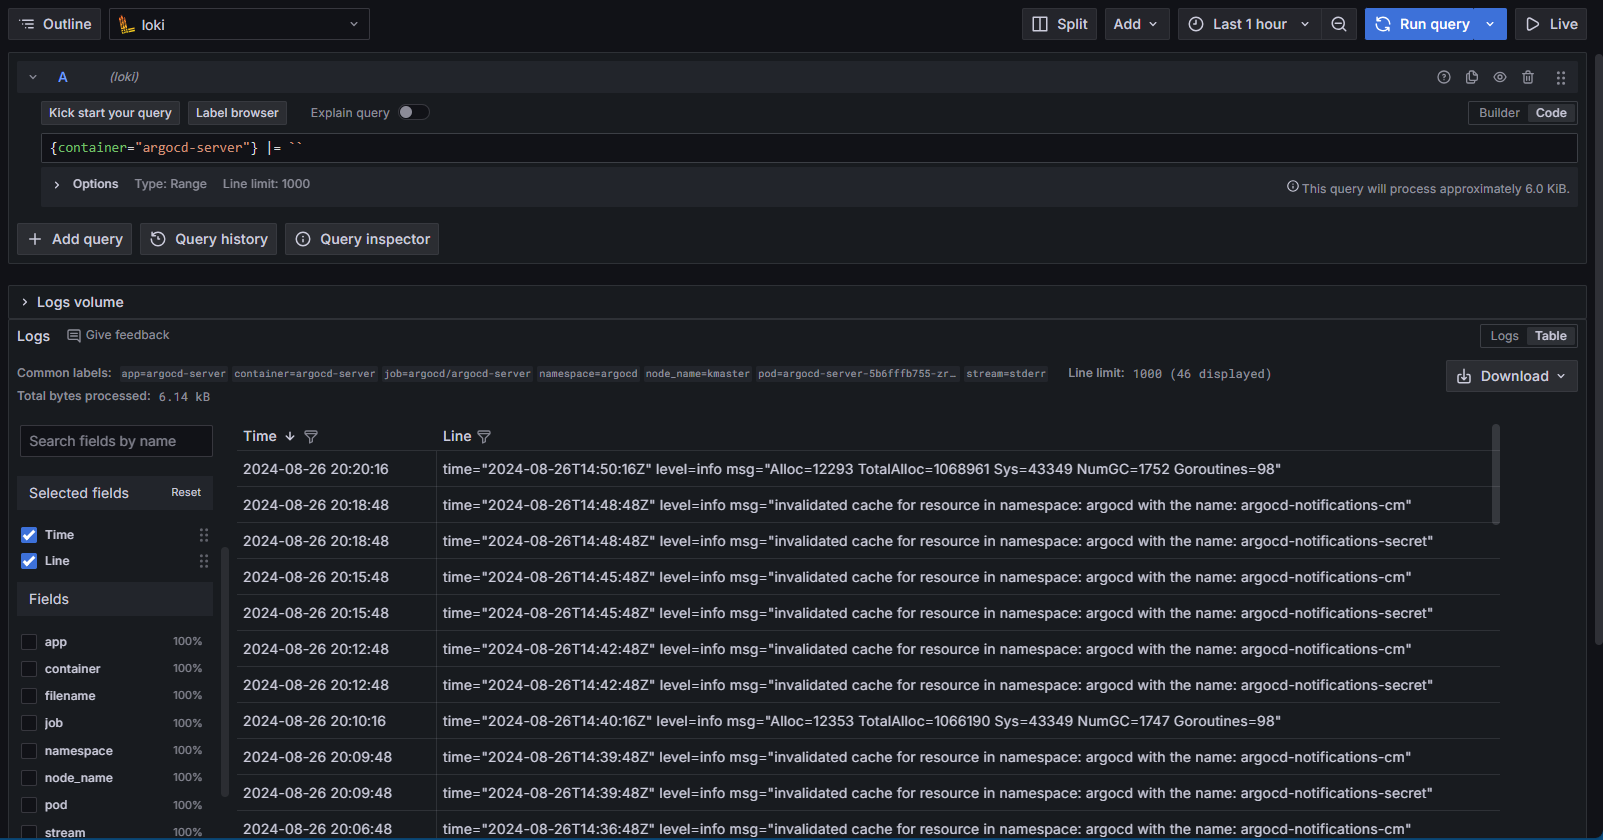 Outline loki Split Add Last 1 hour Run query Live
A (loki)
Kick start your query Label browser Explain query Builder Code
{container="argocd-server"} |= ``
Options Type: Range Line limit: 1000 This query will process approximately 6.0 KiB.
Add query Query history Query inspector
Logs volume
Logs Give feedback Logs Table
Common labels: app=argocd-server container=argocd-server job=argocd/argocd-server namespace=argocd node_name=kmaster pod=argocd-server-5b6fffb755-zr… stream=stderr Line limit: 1000 (46 displayed) Download
Total bytes processed: 6.14 kB
Search fields by name
Selected fields Reset
Time
Line
Fields
app 100%
container 100%
filename 100%
job 100%
namespace 100%
node_name 100%
pod 100%
stream 100%
Time Line
2024-08-26 20:20:16 time="2024-08-26T14:50:16Z" level=info msg="Alloc=12293 TotalAlloc=1068961 Sys=43349 NumGC=1752 Goroutines=98"
2024-08-26 20:18:48 time="2024-08-26T14:48:48Z" level=info msg="invalidated cache for resource in namespace: argocd with the name: argocd-notifications-cm"
2024-08-26 20:18:48 time="2024-08-26T14:48:48Z" level=info msg="invalidated cache for resource in namespace: argocd with the name: argocd-notifications-secret"
2024-08-26 20:15:48 time="2024-08-26T14:45:48Z" level=info msg="invalidated cache for resource in namespace: argocd with the name: argocd-notifications-cm"
2024-08-26 20:15:48 time="2024-08-26T14:45:48Z" level=info msg="invalidated cache for resource in namespace: argocd with the name: argocd-notifications-secret"
2024-08-26 20:12:48 time="2024-08-26T14:42:48Z" level=info msg="invalidated cache for resource in namespace: argocd with the name: argocd-notifications-cm"
2024-08-26 20:12:48 time="2024-08-26T14:42:48Z" level=info msg="invalidated cache for resource in namespace: argocd with the name: argocd-notifications-secret"
2024-08-26 20:10:16 time="2024-08-26T14:40:16Z" level=info msg="Alloc=12353 TotalAlloc=1066190 Sys=43349 NumGC=1747 Goroutines=98"
2024-08-26 20:09:48 time="2024-08-26T14:39:48Z" level=info msg="invalidated cache for resource in namespace: argocd with the name: argocd-notifications-cm"
2024-08-26 20:09:48 time="2024-08-26T14:39:48Z" level=info msg="invalidated cache for resource in namespace: argocd with the name: argocd-notifications-secret"
2024-08-26 20:06:48 time="2024-08-26T14:36:48Z" level=info msg="invalidated cache for resource in namespace: argocd with the name: argocd-notifications-cm"